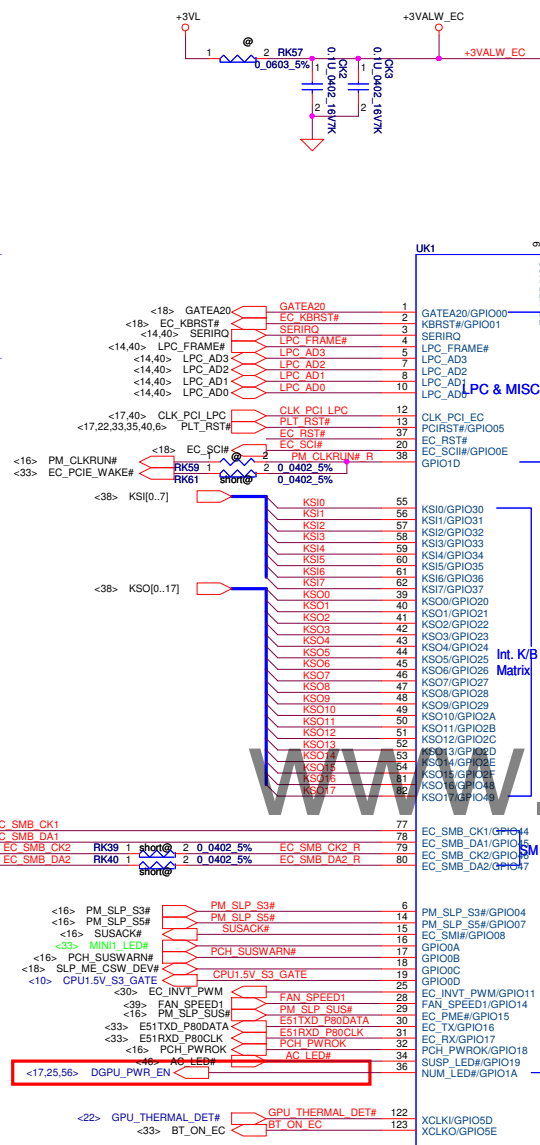 +3VL
+3VALW_EC
@
1 2 RK57
0_0603_5%
+3VALW_EC
1 2 CK2 0.1U_0402_16V7K
1 2 CK3 0.1U_0402_16V7K
UK1
9
<18> GATEA20 GATEA20 1 GATEA20/GPIO00
<18> EC_KBRST# EC_KBRST# 2 KBRST#/GPIO01
<14,40> SERIRQ SERIRQ 3 SERIRQ
<14,40> LPC_FRAME# LPC_FRAME# 4 LPC_FRAME#
<14,40> LPC_AD3 LPC_AD3 5 LPC_AD3
<14,40> LPC_AD2 LPC_AD2 7 LPC_AD2
<14,40> LPC_AD1 LPC_AD1 8 LPC_AD1
<14,40> LPC_AD0 LPC_AD0 10 LPC_AD0
LPC & MISC
<17,40> CLK_PCI_LPC CLK_PCI_LPC 12 CLK_PCI_EC
<17,22,33,35,40,6> PLT_RST# PLT_RST# 13 PCIRST#/GPIO05
EC_RST# 37 EC_RST#
<18> EC_SCI# EC_SCI# 20 EC_SCII#/GPIO0E
<16> PM_CLKRUN# @ PM_CLKRUN#_R 38 GPIO1D
<33> EC_PCIE_WAKE# RK59 1 2 0_0402_5%
RK61 short@ 2 0_0402_5%
<38> KSI[0..7]
KSI0 55 KSI0/GPIO30
KSI1 56 KSI1/GPIO31
KSI2 57 KSI2/GPIO32
KSI3 58 KSI3/GPIO33
KSI4 59 KSI4/GPIO34
KSI5 60 KSI5/GPIO35
KSI6 61 KSI6/GPIO36
KSI7 62 KSI7/GPIO37
<38> KSO[0..17]
KSO0 39 KSO0/GPIO20
KSO1 40 KSO1/GPIO21
KSO2 41 KSO2/GPIO22
KSO3 42 KSO3/GPIO23
KSO4 43 KSO4/GPIO24
KSO5 44 KSO5/GPIO25
KSO6 45 KSO6/GPIO26
KSO7 46 KSO7/GPIO27
KSO8 47 KSO8/GPIO28
KSO9 48 KSO9/GPIO29
KSO10 49 KSO10/GPIO2A
KSO11 50 KSO11/GPIO2B
KSO12 51 KSO12/GPIO2C
KSO13 52 KSO13/GPIO2D
KSO14 53 KSO14/GPIO2E
KSO15 54 KSO15/GPIO2F
KSO16 81 KSO16/GPIO48
KSO17 82 KSO17/GPIO49
Int. K/B
Matrix
www.
EC_SMB_CK1 77 EC_SMB_CK1/GPIO44
EC_SMB_DA1 78 EC_SMB_DA1/GPIO45
EC_SMB_CK2 RK39 1 short@ 2 0_0402_5% EC_SMB_CK2_R 79 EC_SMB_CK2/GPIO46
EC_SMB_DA2 RK40 1 short@ 2 0_0402_5% EC_SMB_DA2_R 80 EC_SMB_DA2/GPIO47
SM
<16> PM_SLP_S3# PM_SLP_S3# 6 PM_SLP_S3#/GPIO04
<16> PM_SLP_S5# PM_SLP_S5# 14 PM_SLP_S5#/GPIO07
<16> SUSACK# SUSACK# 15 EC_SMI#/GPIO08
<33> MINI1_LED# 16 GPIO0A
<16> PCH_SUSWARN# PCH_SUSWARN# 17 GPIO0B
<18> SLP_ME_CSW_DEV# 18 GPIO0C
<10> CPU1.5V_S3_GATE CPU1.5V_S3_GATE 19 GPIO0D
<30> EC_INVT_PWM 25 EC_INVT_PWM/GPIO11
<39> FAN_SPEED1 FAN_SPEED1 28 FAN_SPEED1/GPIO14
<16> PM_SLP_SUS# PM_SLP_SUS# 29 EC_PME#/GPIO15
<33> E51TXD_P80DATA E51TXD_P80DATA 30 EC_TX/GPIO16
<33> E51RXD_P80CLK E51RXD_P80CLK 31 EC_RX/GPIO17
<16> PCH_PWROK PCH_PWROK 32 PCH_PWROK/GPIO18
<46> AC_LED# AC_LED# 34 SUSP_LED#/GPIO19
<17,25,56> DGPU_PWR_EN 36 NUM_LED#/GPIO1A
<22> GPU_THERMAL_DET# GPU_THERMAL_DET# 122 XCLKI/GPIO5D
<33> BT_ON_EC BT_ON_EC 123 XCLKO/GPIO5E